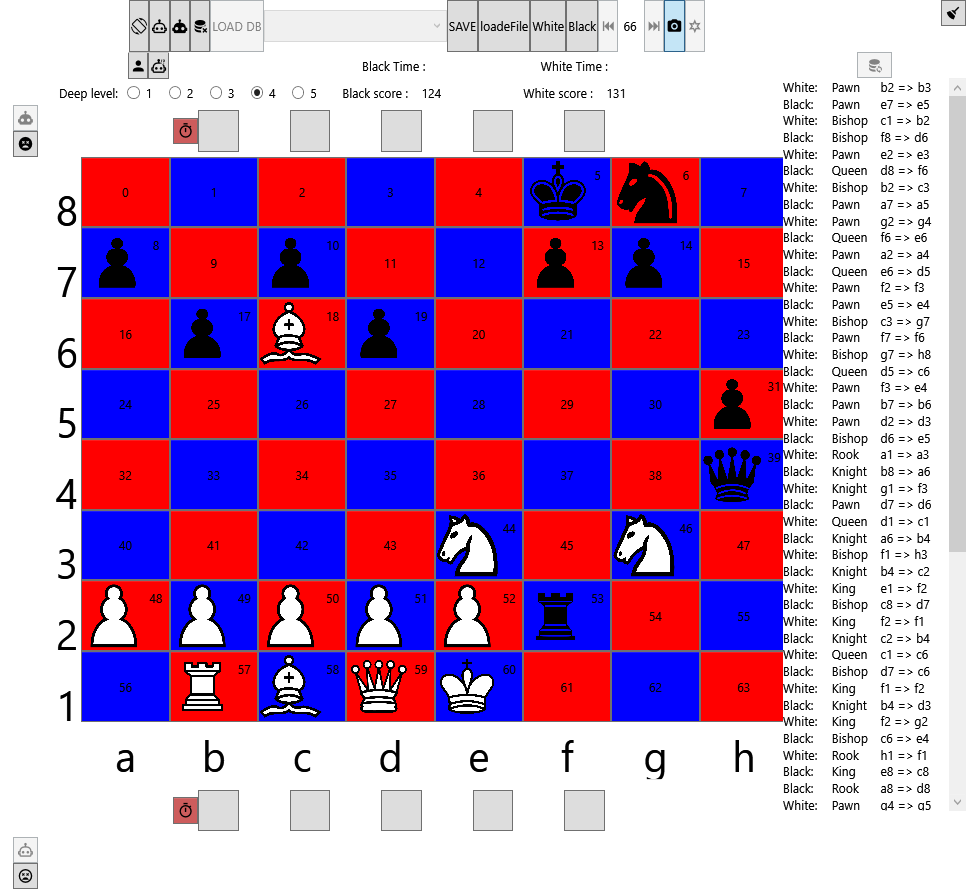 LOAD DB SAVE loadeFile White Black 66
Black Time : White Time :
Deep level: 1 2 3 4 5 Black score : 124 White score : 131
8 0 1 2 3 4 5 6 7
7 8 9 10 11 12 13 14 15
6 16 17 18 19 20 21 22 23
5 24 25 26 27 28 29 30 31
4 32 33 34 35 36 37 38 39
3 40 41 42 43 44 45 46 47
2 48 49 50 51 52 53 54 55
1 56 57 58 59 60 61 62 63
a b c d e f g h
White: Pawn b2 => b3
Black: Pawn e7 => e5
White: Bishop c1 => b2
Black: Bishop f8 => d6
White: Pawn e2 => e3
Black: Queen d8 => f6
White: Bishop b2 => c3
Black: Pawn a7 => a5
White: Pawn g2 => g4
Black: Queen f6 => e6
White: Pawn a2 => a4
Black: Queen e6 => d5
White: Pawn f2 => f3
Black: Pawn e5 => e4
White: Bishop c3 => g7
Black: Pawn f7 => f6
White: Bishop g7 => h8
Black: Queen d5 => c6
White: Pawn f3 => e4
Black: Pawn b7 => b6
White: Pawn d2 => d3
Black: Bishop d6 => e5
White: Rook a1 => a3
Black: Knight b8 => a6
White: Knight g1 => f3
Black: Pawn d7 => d6
White: Queen d1 => c1
Black: Knight a6 => b4
White: Bishop f1 => h3
Black: Knight b4 => c2
White: King e1 => f2
Black: Bishop c8 => d7
White: King f2 => f1
Black: Knight c2 => b4
White: Queen c1 => c6
Black: Bishop d7 => c6
White: King f1 => f2
Black: Knight b4 => d3
White: King f2 => g2
Black: Bishop c6 => e4
White: Rook h1 => f1
Black: King e8 => c8
Black: Rook a8 => d8
White: Pawn g4 => g5